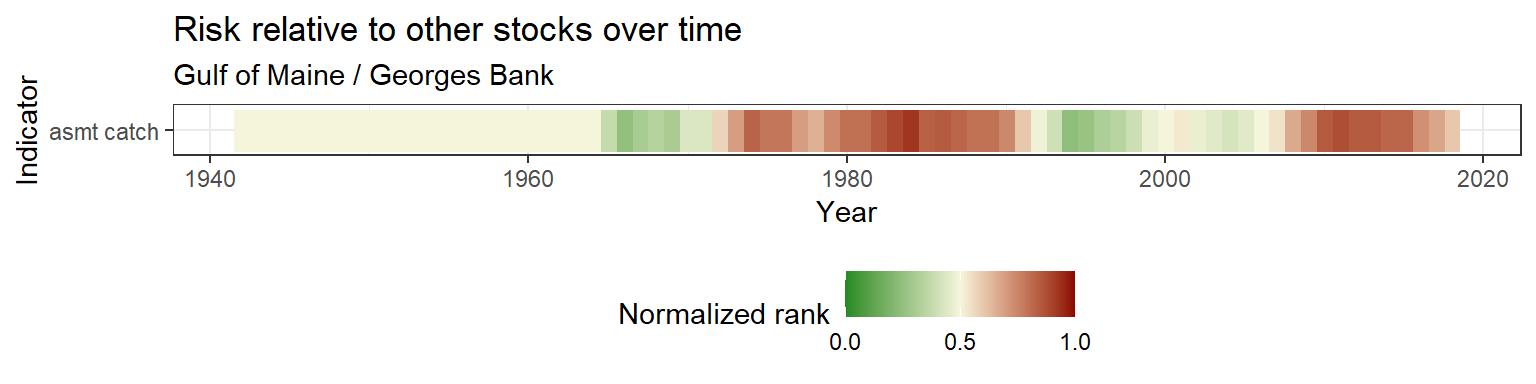 Risk relative to other stocks over time
Gulf of Maine / Georges Bank
Indicator
asmt catch
1940 1960 1980 2000 2020
Year
Normalized rank
0.0 0.5 1.0